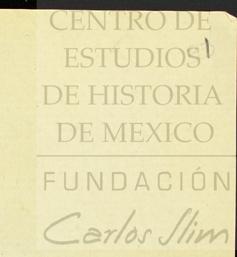 CENTRO DE
ESTUDIOS
DE HISTORIA
DE MEXICO
FUNDACIÓN
Carlos Slim